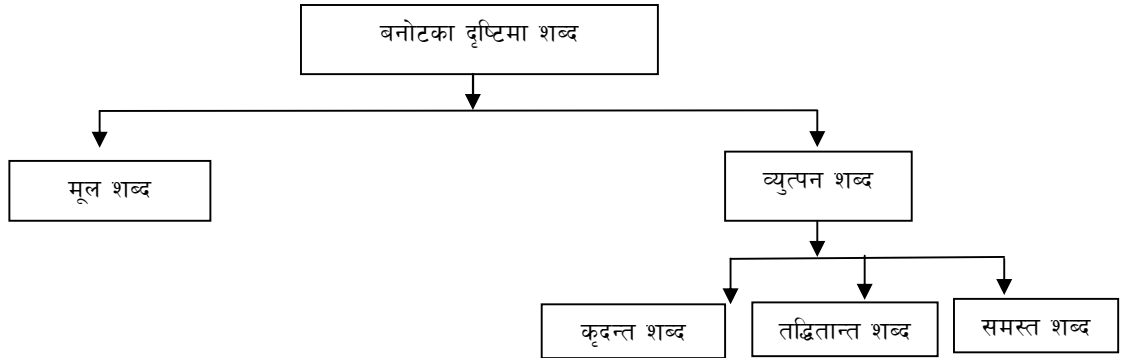 बनोटका दृष्टिमा शब्द
मूल शब्द
व्युत्पन शब्द
कृदन्त शब्द
तद्धितान्त शब्द
समस्त शब्द